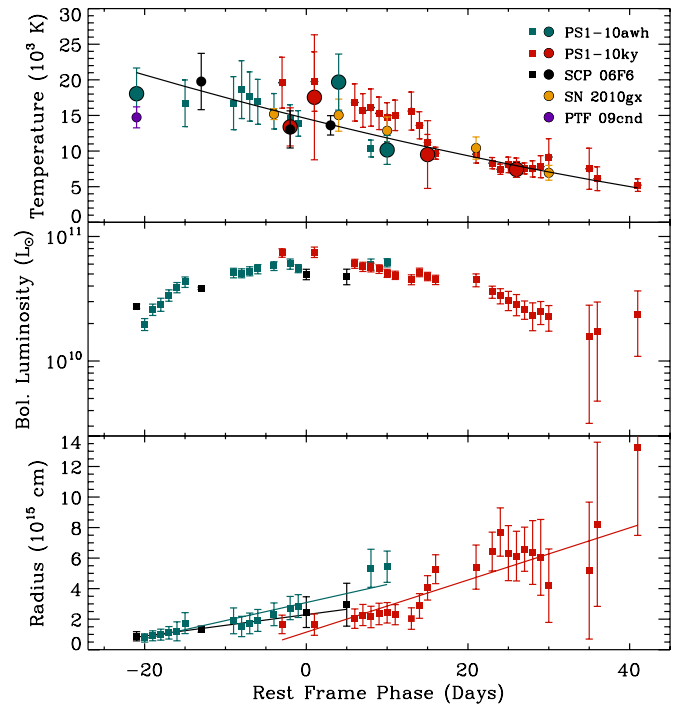 30
25
20
15
10
5
0
Temperature (10³ K)
PS1-10awh
PS1-10ky
SCP 06F6
SN 2010gx
PTF 09cnd
10¹¹
10¹⁰
Bol. Luminosity (L⊙)
14
12
10
8
6
4
2
0
Radius (10¹⁵ cm)
-20
0
20
40
Rest Frame Phase (Days)